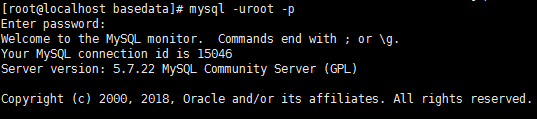 [root@localhost basedata]# mysql -uroot -p
Enter password:
Welcome to the MySQL monitor.  Commands end with ; or \g.
Your MySQL connection id is 15046
Server version: 5.7.22 MySQL Community Server (GPL)
Copyright (c) 2000, 2018, Oracle and/or its affiliates. All rights reserved.